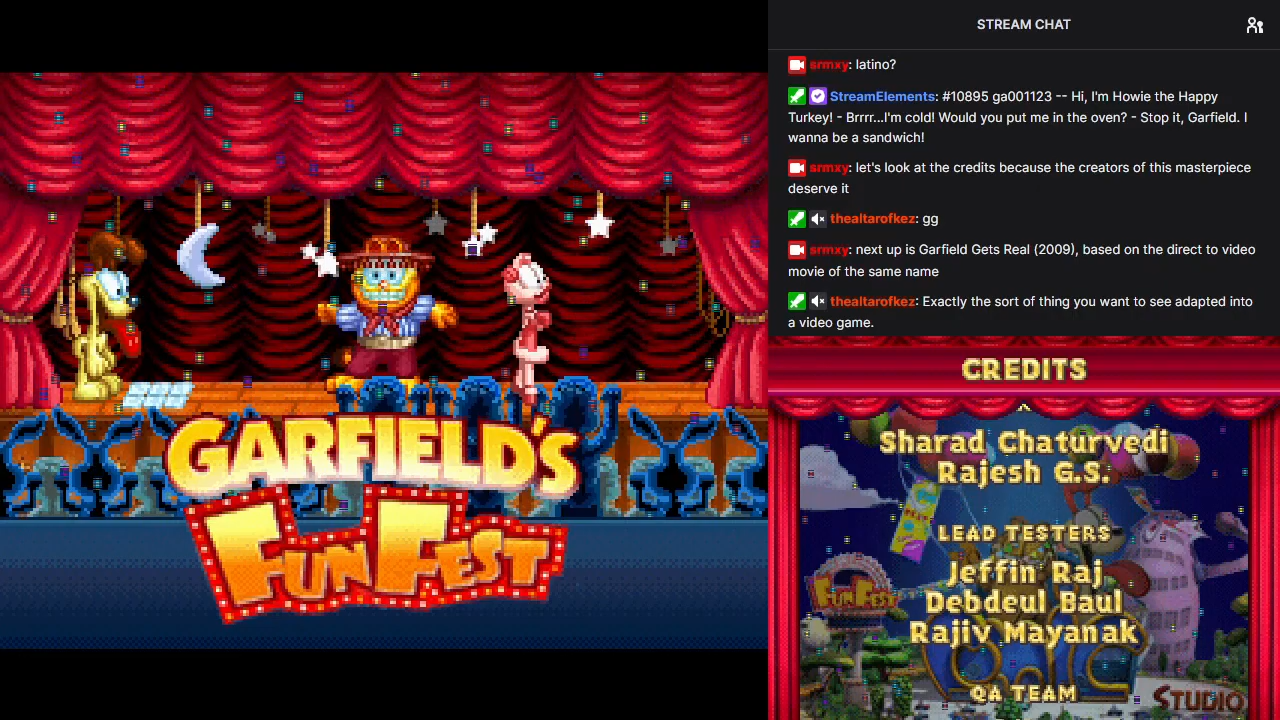 STREAM CHAT
srmxy: latino?
StreamElements: #10895 ga001123 -- Hi, I'm Howie the Happy
Turkey! - Brrr...I'm cold! Would you put me in the oven? - Stop it, Garfield. I
wanna be a sandwich!
srmxy: let's look at the credits because the creators of this masterpiece
deserve it
thealtarofkez: gg
srmxy: next up is Garfield Gets Real (2009), based on the direct to video
movie of the same name
thealtarofkez: Exactly the sort of thing you want to see adapted into
a video game.
GARFIELD'S
FUNFEST
CREDITS
Sharad Chaturvedi
Rajesh G.S.
LEAD TESTERS
Jeffin Raj
Debdeul Baul
Rajiv Mayanak
FUNFEST
QA TEAM
STUDIO